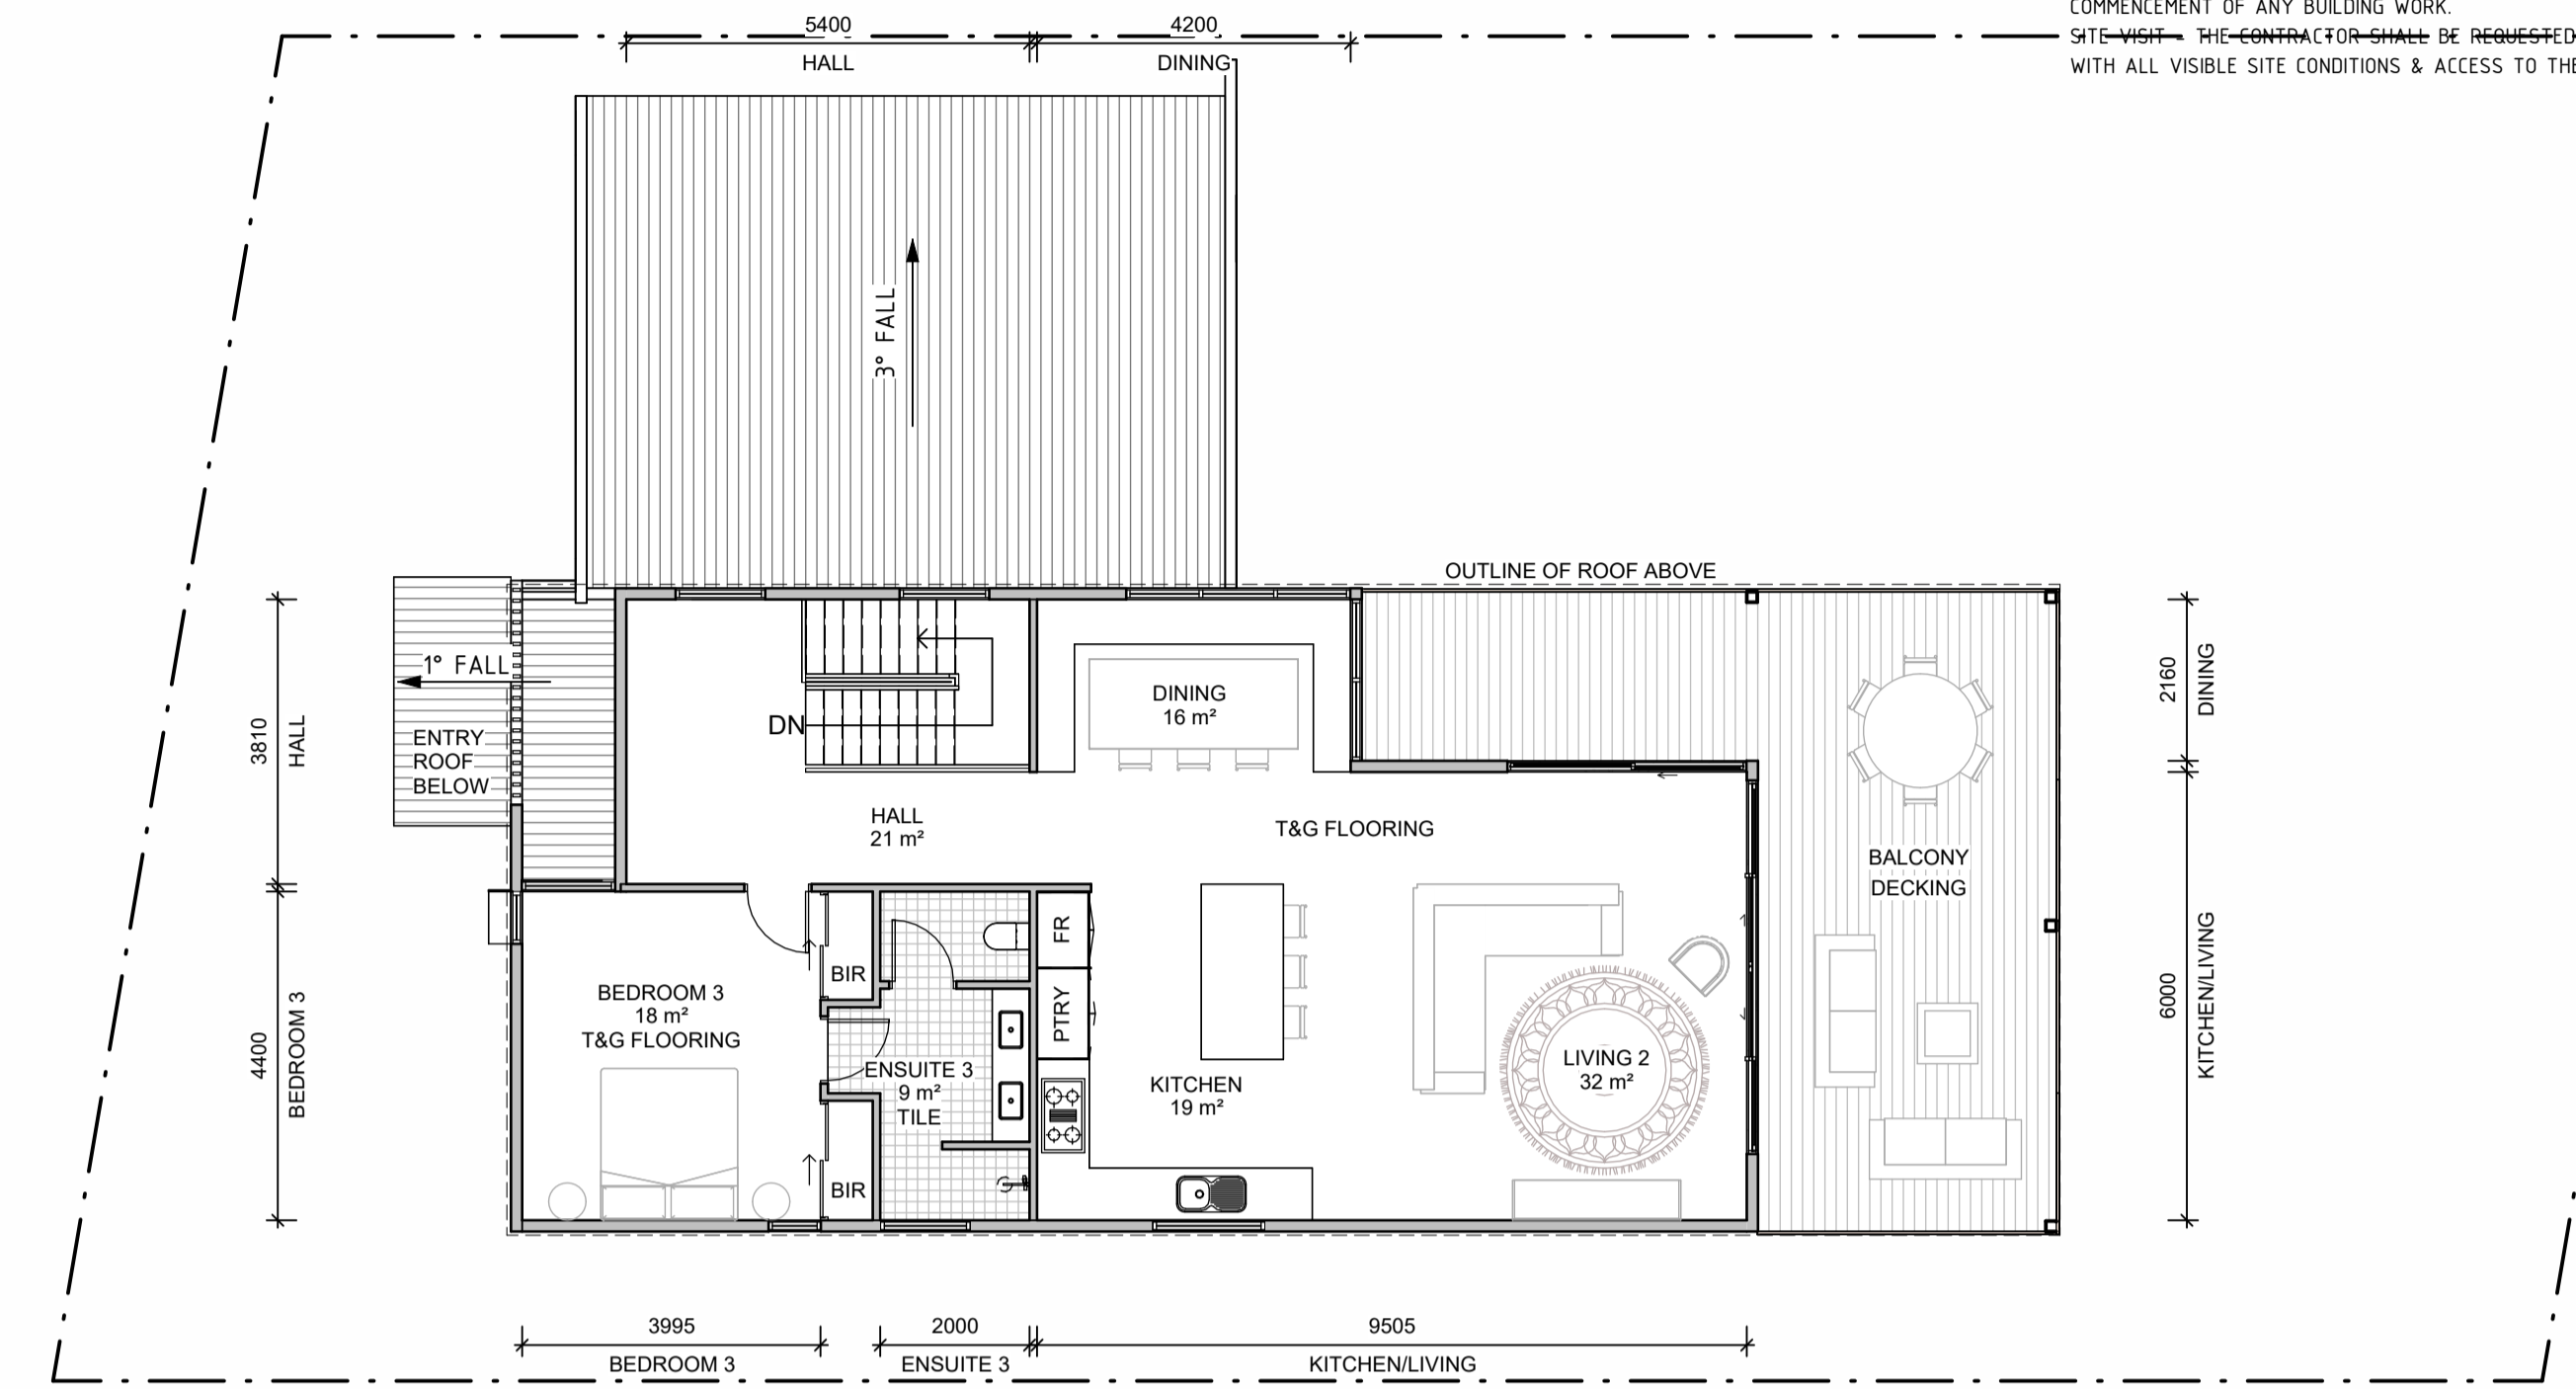 COMMENCEMENT OF ANY BUILDING WORK.
SITE VISIT - THE CONTRACTOR SHALL BE REQUESTED
WITH ALL VISIBLE SITE CONDITIONS & ACCESS TO THE
5400
HALL
4200
DINING
3° FALL
OUTLINE OF ROOF ABOVE
1° FALL
ENTRY
ROOF
BELOW
3810
HALL
DN
DINING
16 m²
2160
DINING
HALL
21 m²
T&G FLOORING
BALCONY
DECKING
4400
BEDROOM 3
BEDROOM 3
18 m²
T&G FLOORING
BIR
BIR
ENSUITE 3
9 m²
TILE
FR
PTRY
KITCHEN
19 m²
LIVING 2
32 m²
6000
KITCHEN/LIVING
3995
BEDROOM 3
2000
ENSUITE 3
9505
KITCHEN/LIVING